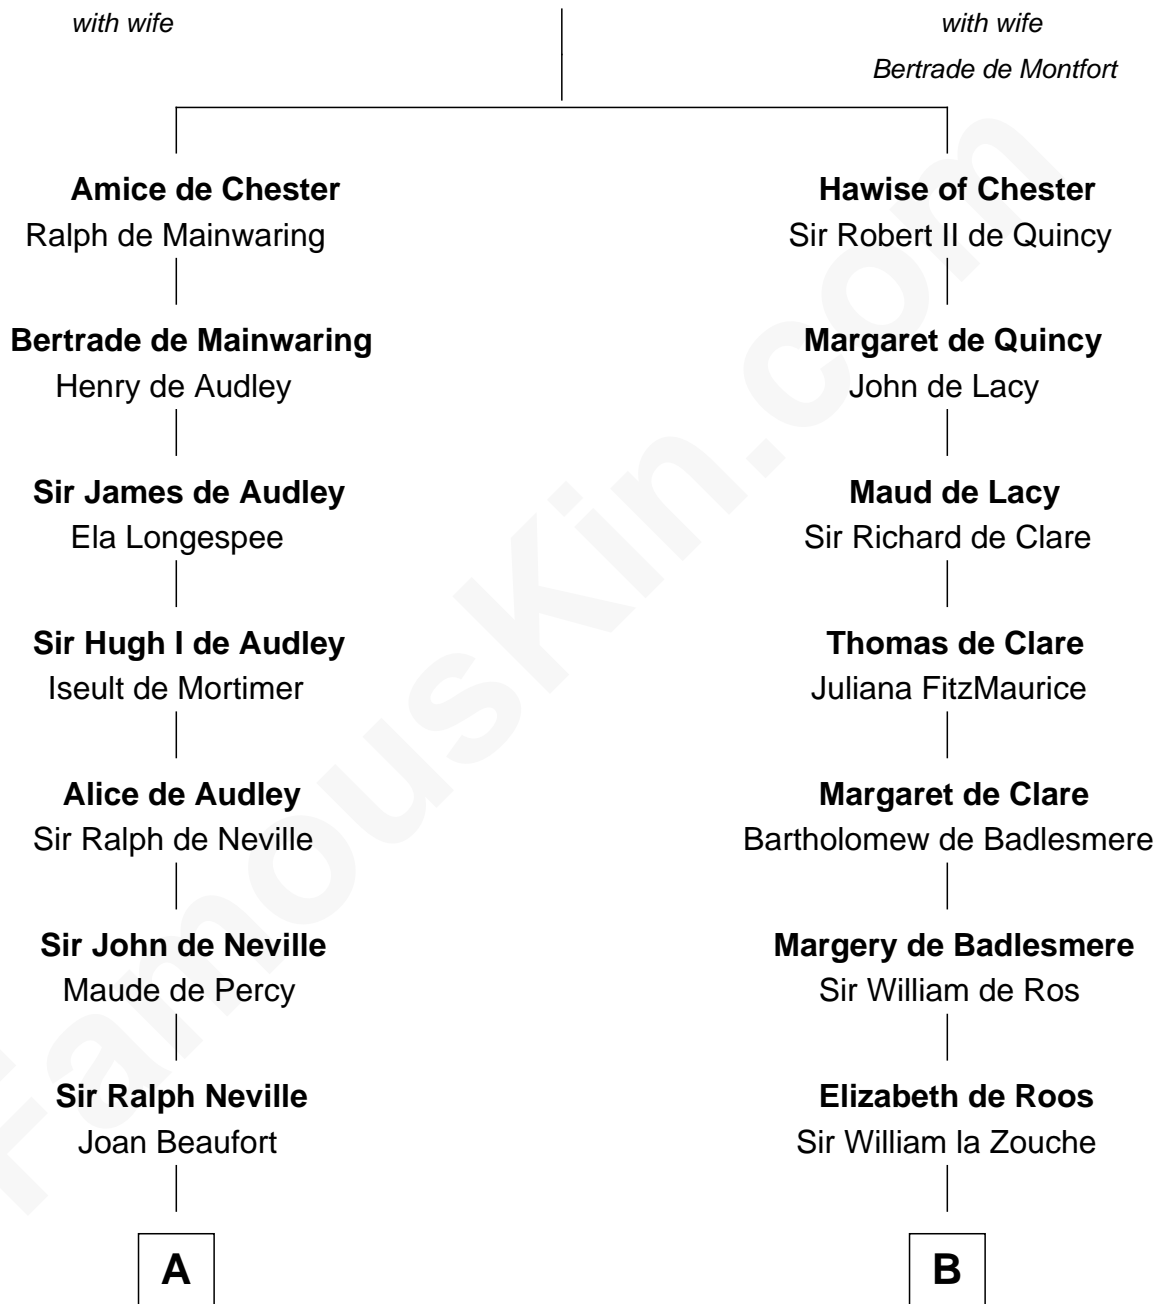 with wife
with wife
Bertrade de Montfort
Amice de Chester
Hawise of Chester
Ralph de Mainwaring
Sir Robert II de Quincy
Bertrade de Mainwaring
Margaret de Quincy
Henry de Audley
John de Lacy
Sir James de Audley
Maud de Lacy
Ela Longespee
Sir Richard de Clare
Sir Hugh I de Audley
Thomas de Clare
Iseult de Mortimer
Juliana FitzMaurice
Alice de Audley
Margaret de Clare
Sir Ralph de Neville
Bartholomew de Badlesmere
Sir John de Neville
Margery de Badlesmere
Maude de Percy
Sir William de Ros
Sir Ralph Neville
Elizabeth de Roos
Joan Beaufort
Sir William la Zouche
A
B
FamousKin.com